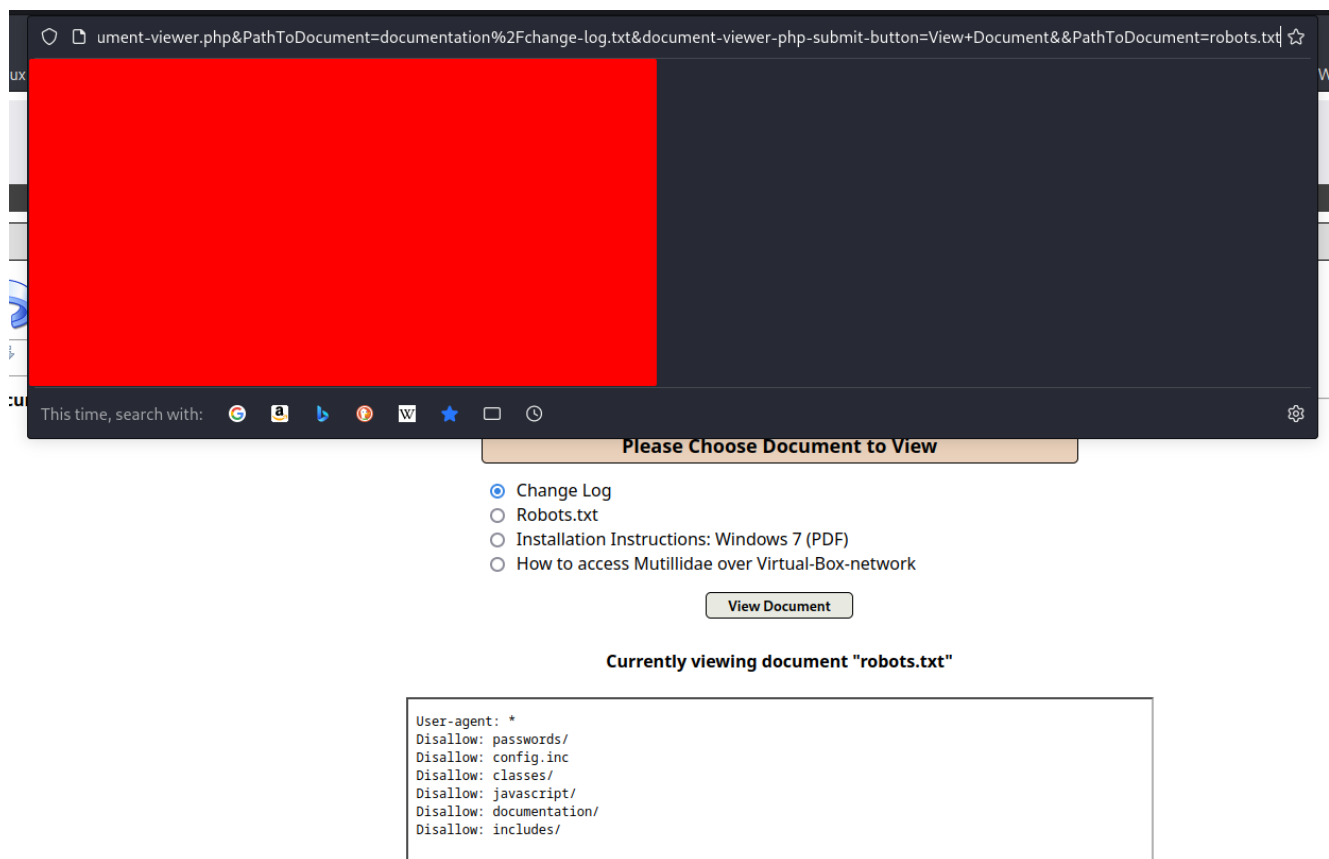 ument-viewer.php&PathToDocument=documentation%2Fchange-log.txt&document-viewer-php-submit-button=View+Document&&PathToDocument=robots.txt
ux
This time, search with:
Please Choose Document to View
Change Log
Robots.txt
Installation Instructions: Windows 7 (PDF)
How to access Mutillidae over Virtual-Box-network
View Document
Currently viewing document "robots.txt"
User-agent: *
Disallow: passwords/
Disallow: config.inc
Disallow: classes/
Disallow: javascript/
Disallow: documentation/
Disallow: includes/